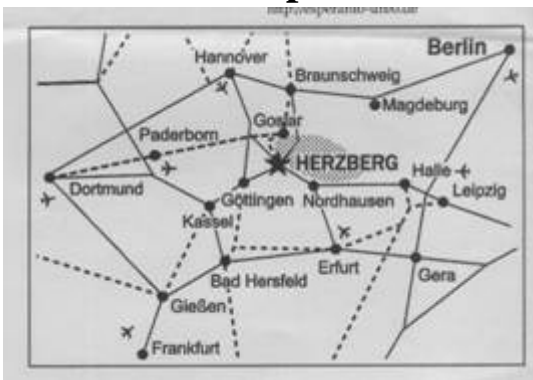 Berlin
Hannover
Braunschweig
Magdeburg
Goslar
Paderborn
HERZBERG
Halle
Dortmund
Göttingen
Nordhausen
Leipzig
Kassel
Bad Hersfeld
Erfurt
Gera
Gießen
Frankfurt